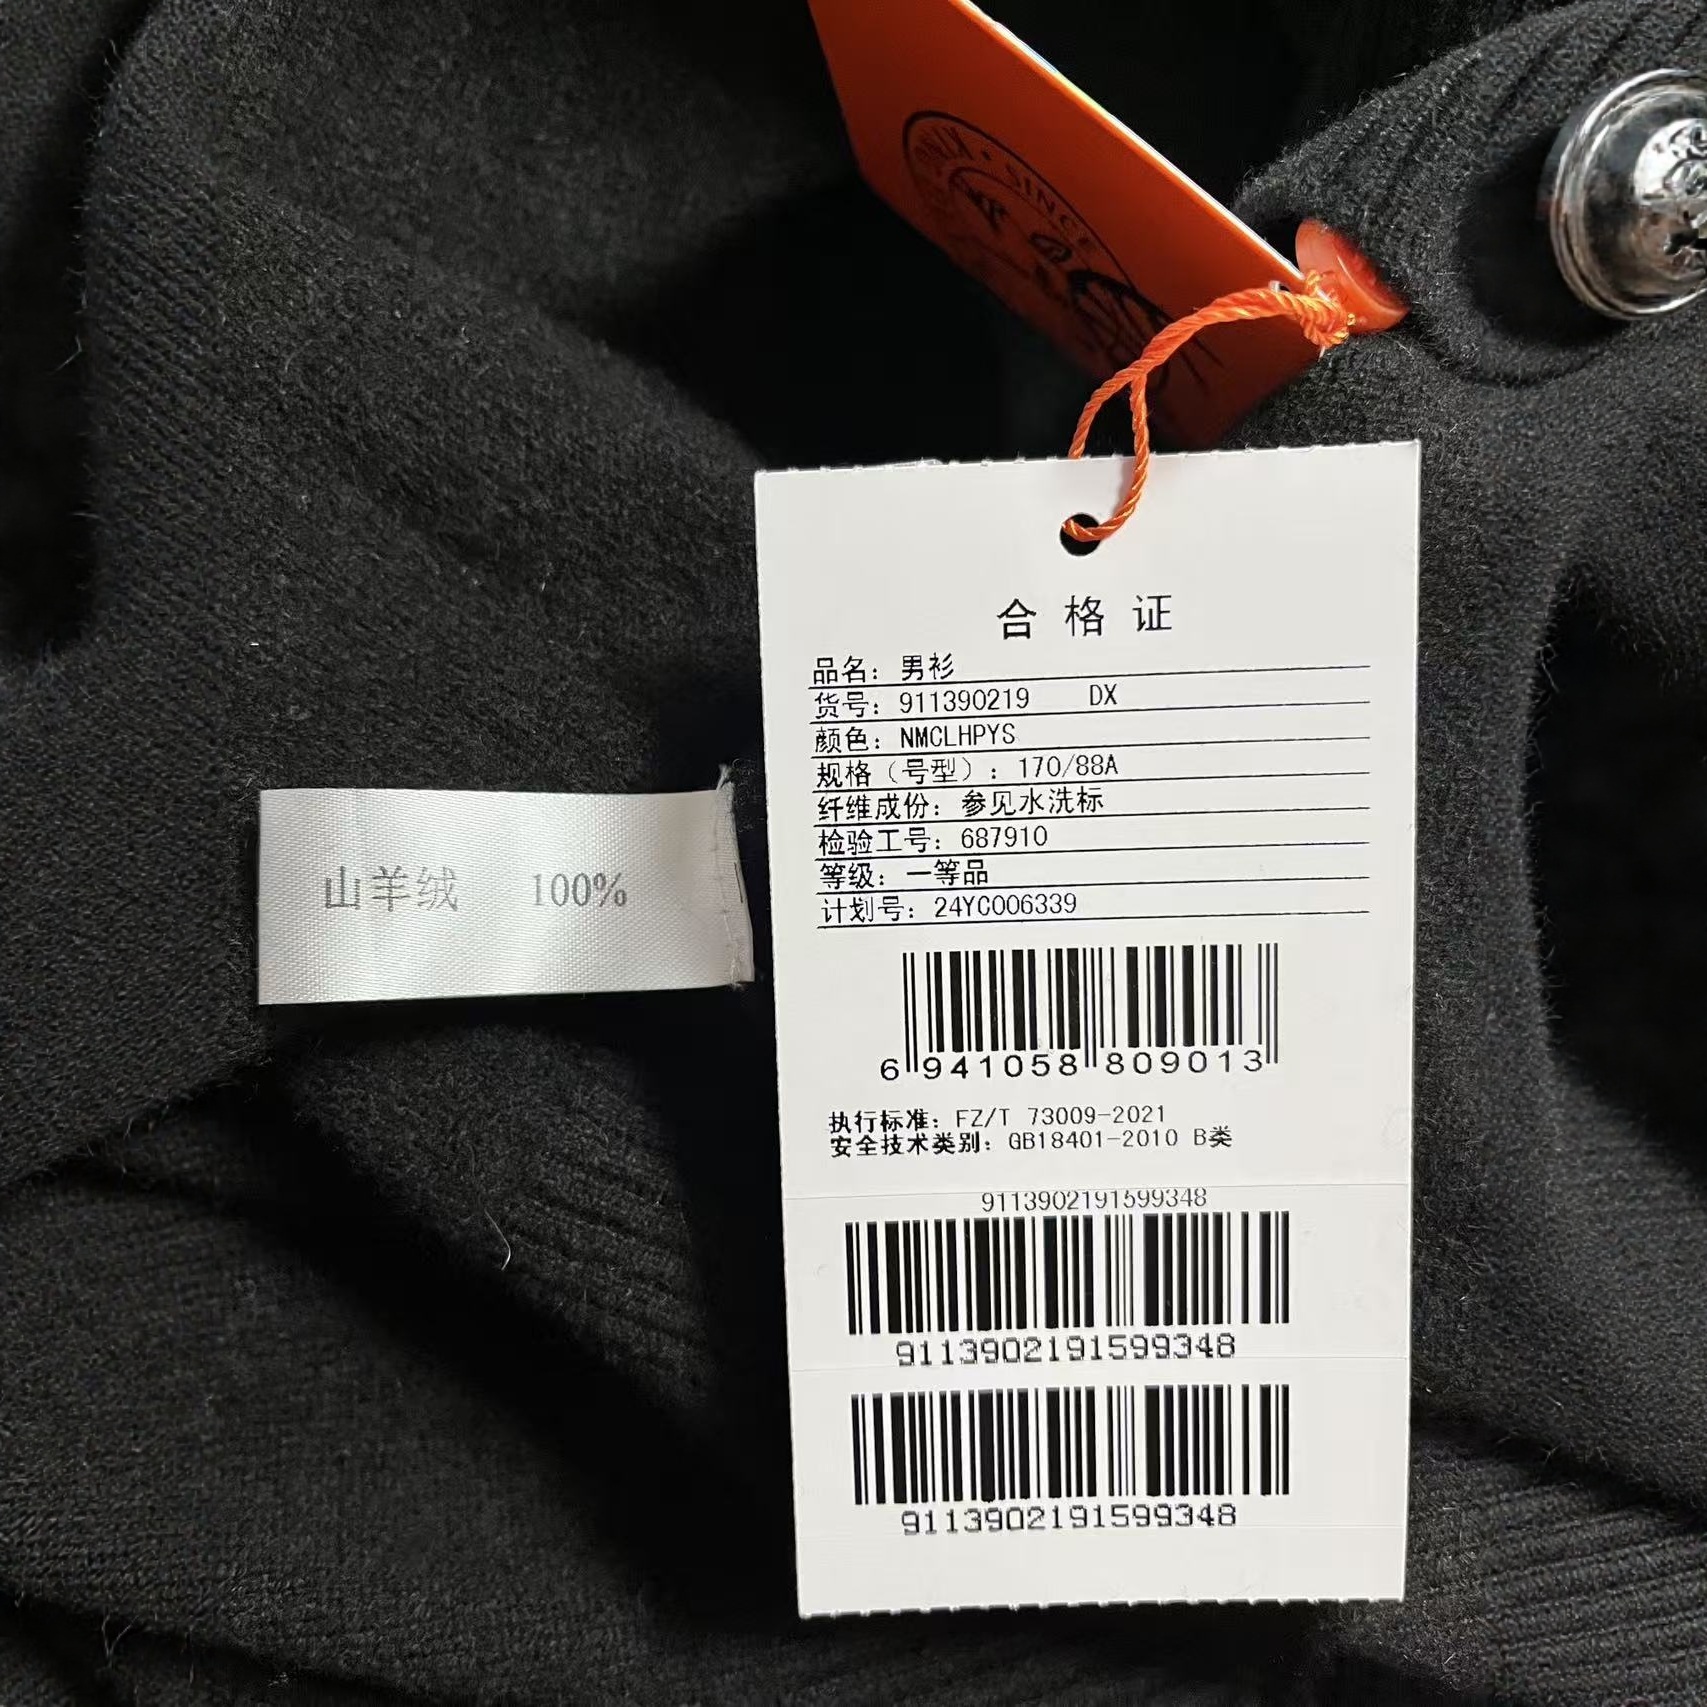 SINCE
合格证
品名：男衫
货号：911390219 DX
颜色：NMCLHPYS
规格（号型）：170/88A
纤维成份：参见水洗标
检验工号：687910
等级：一等品
计划号：24YC006339
山羊绒 100%
6 941058 809013
执行标准：FZ/T 73009-2021
安全技术类别：GB18401-2010 B类
9113902191599348
9113902191599348
9113902191599348